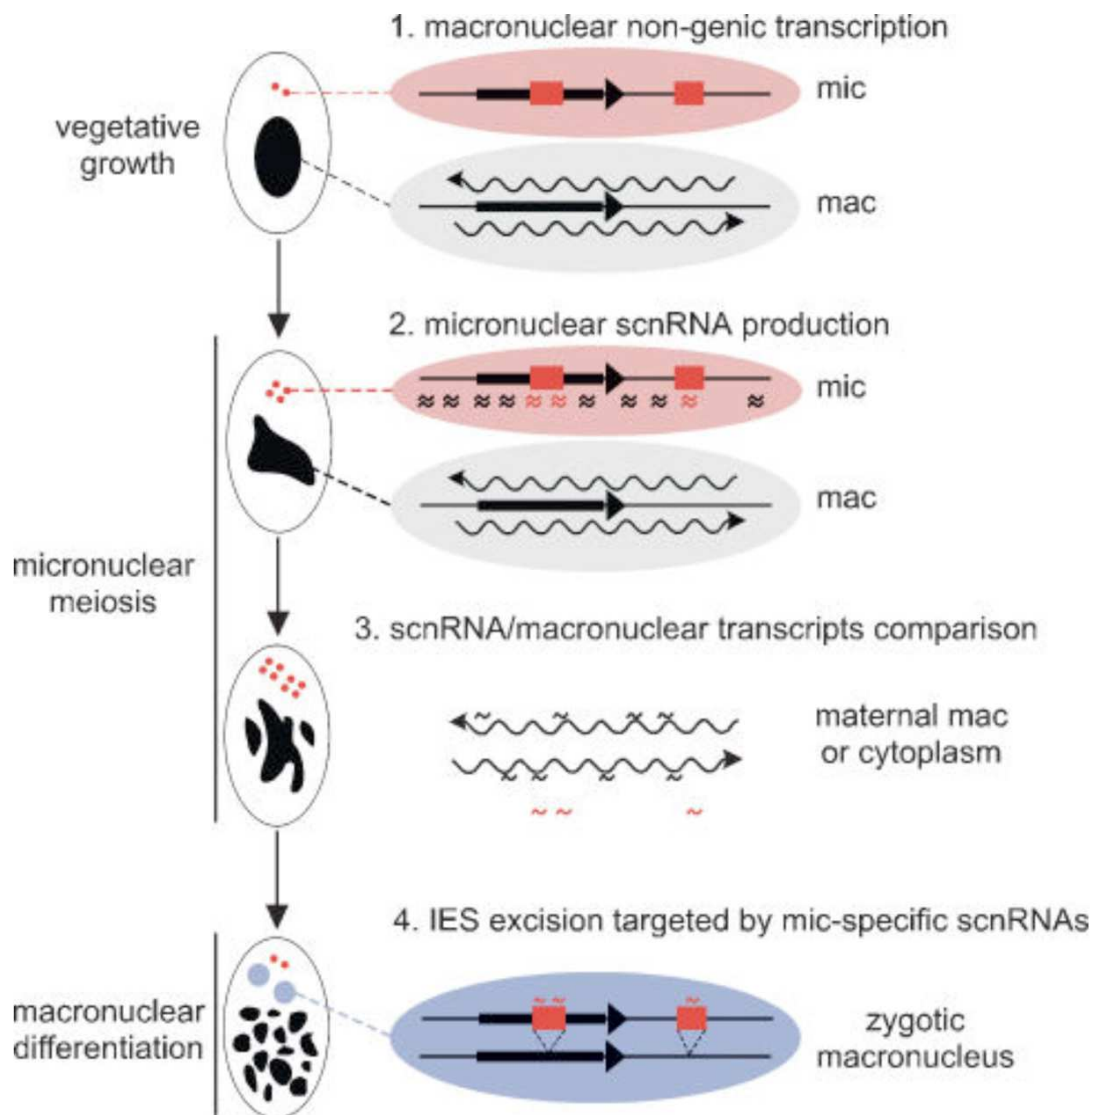 1. macronuclear non-genic transcription
mic
vegetative
growth
mac
2. micronuclear scnRNA production
mic
mac
micronuclear
meiosis
3. scnRNA/macronuclear transcripts comparison
maternal mac
or cytoplasm
4. IES excision targeted by mic-specific scnRNAs
macronuclear
differentiation
zygotic
macronucleus